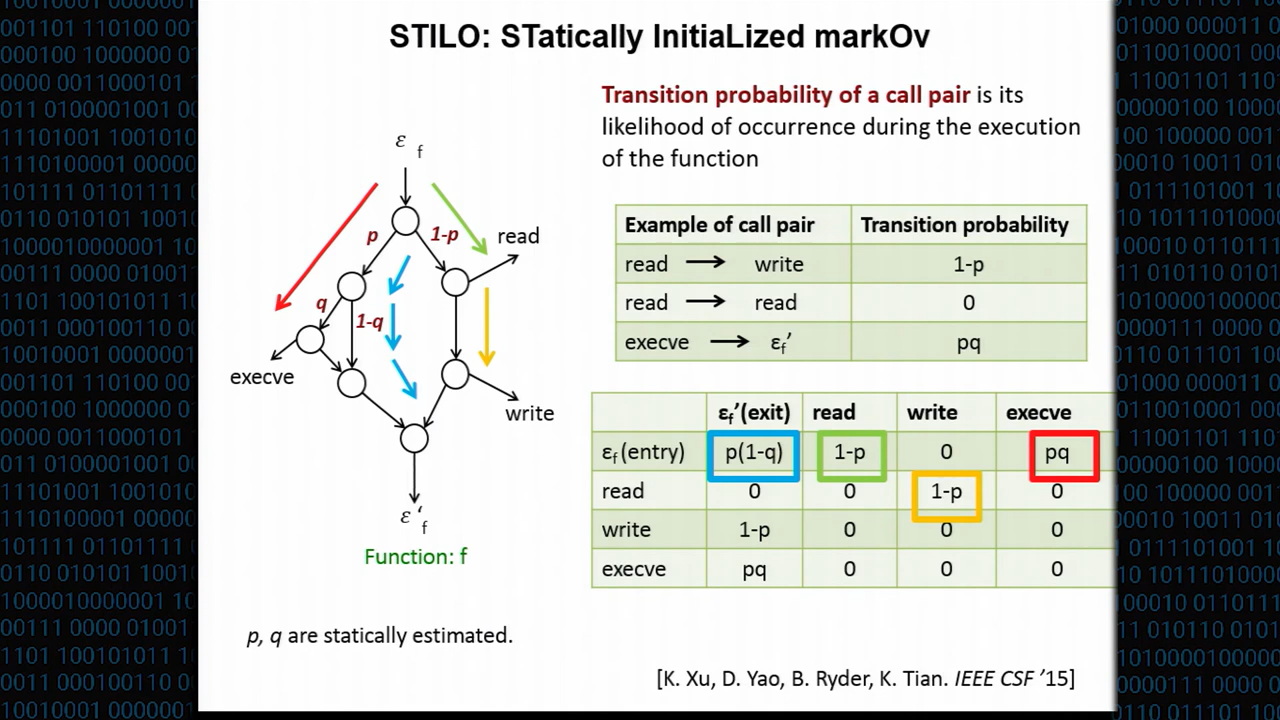 STILO: STatically InitiaLized markOv
Transition probability of a call pair is its
likelihood of occurrence during the execution
of the function
ε f
p
1-p
read
q
1-q
execve
write
ε' f
Function: f
p, q are statically estimated.
Example of call pair Transition probability
read → write 1-p
read → read 0
execve → εf' pq
εf'(exit) read write execve
εf(entry) p(1-q) 1-p 0 pq
read 0 0 1-p 0
write 1-p 0 0 0
execve pq 0 0 0
[K. Xu, D. Yao, B. Ryder, K. Tian. IEEE CSF '15]